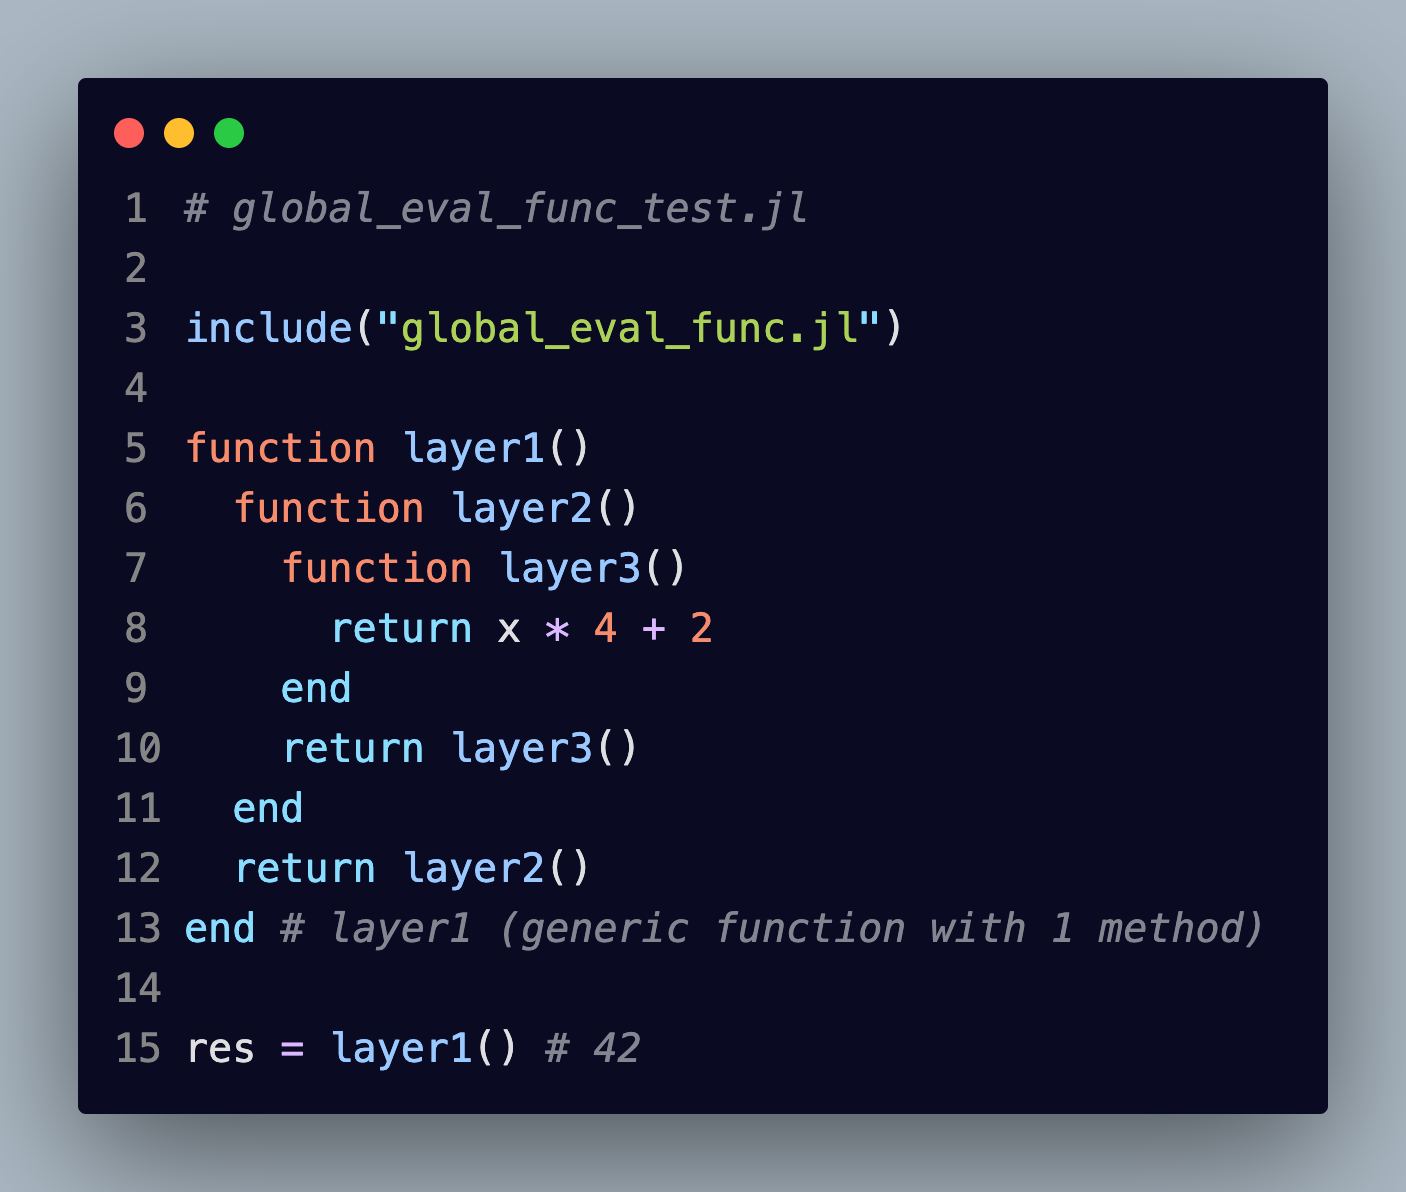 1 # global_eval_func_test.jl
2
3 include("global_eval_func.jl")
4
5 function layer1()
6   function layer2()
7     function layer3()
8       return x * 4 + 2
9     end
10     return layer3()
11   end
12   return layer2()
13 end # layer1 (generic function with 1 method)
14
15 res = layer1() # 42